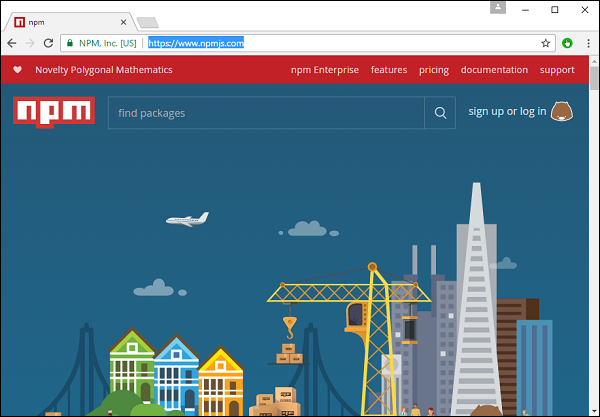 npm
NPM, Inc. [US] https://www.npmjs.com
Novelty Polygonal Mathematics npm Enterprise features pricing documentation support
npm find packages sign up or log in